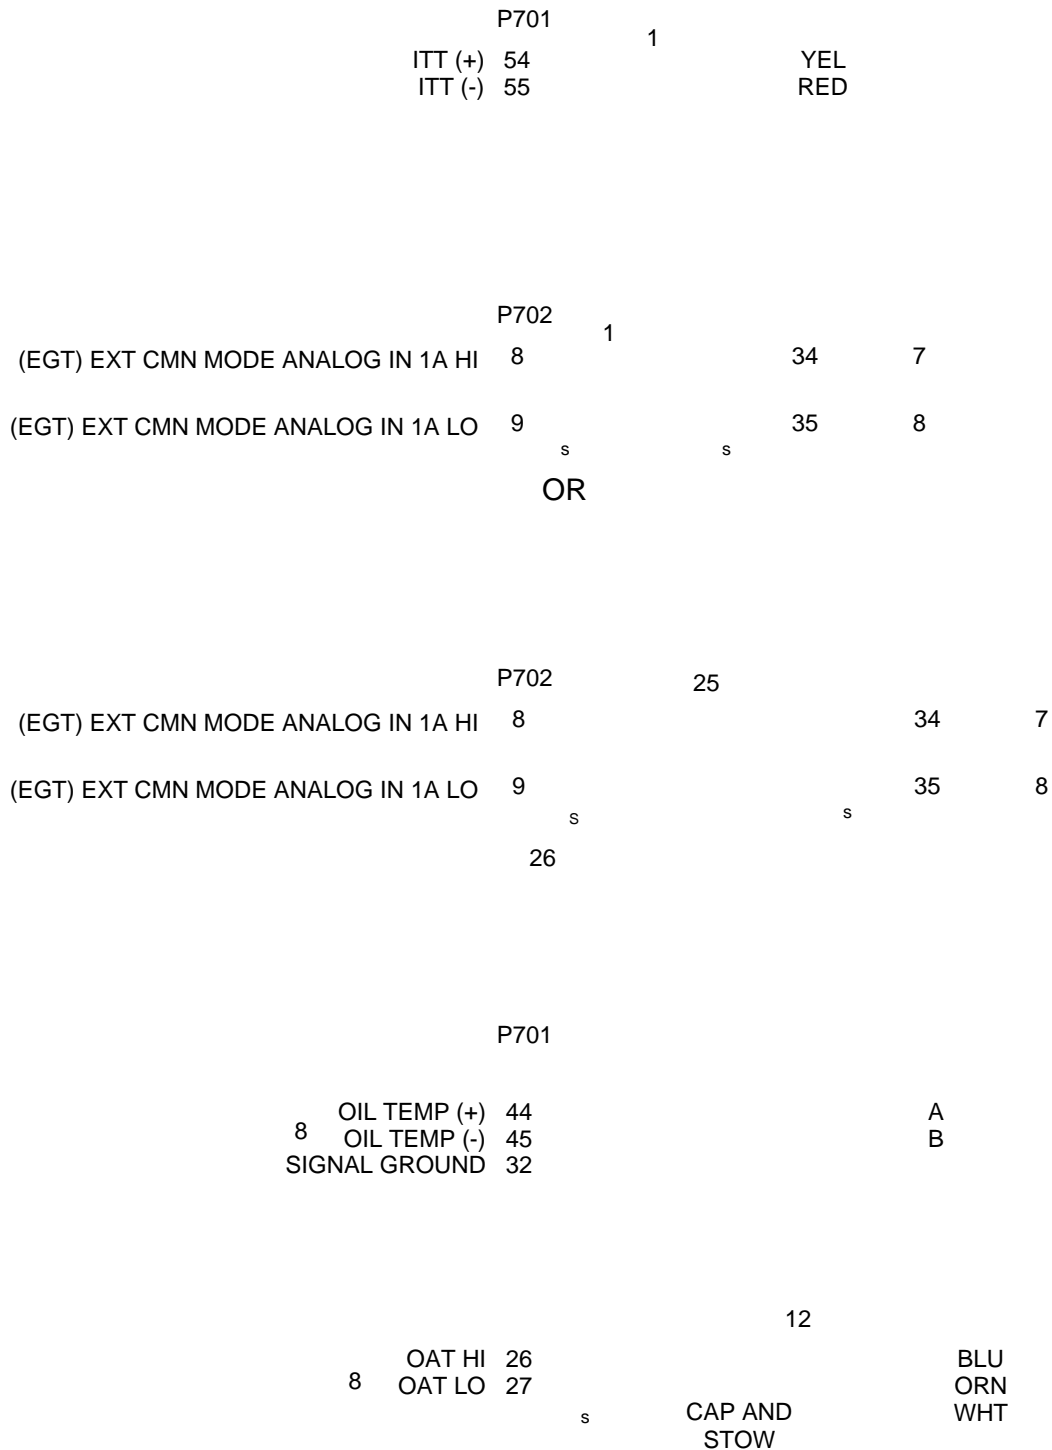 P701
1
ITT (+) 54 YEL
ITT (-) 55 RED
P702
1
(EGT) EXT CMN MODE ANALOG IN 1A HI 8 34 7
(EGT) EXT CMN MODE ANALOG IN 1A LO 9 35 8
s s
OR
P702 25
(EGT) EXT CMN MODE ANALOG IN 1A HI 8 34 7
(EGT) EXT CMN MODE ANALOG IN 1A LO 9 35 8
s s
26
P701
OIL TEMP (+) 44 A
8 OIL TEMP (-) 45 B
SIGNAL GROUND 32
12
OAT HI 26 BLU
8 OAT LO 27 ORN
s CAP AND WHT
STOW